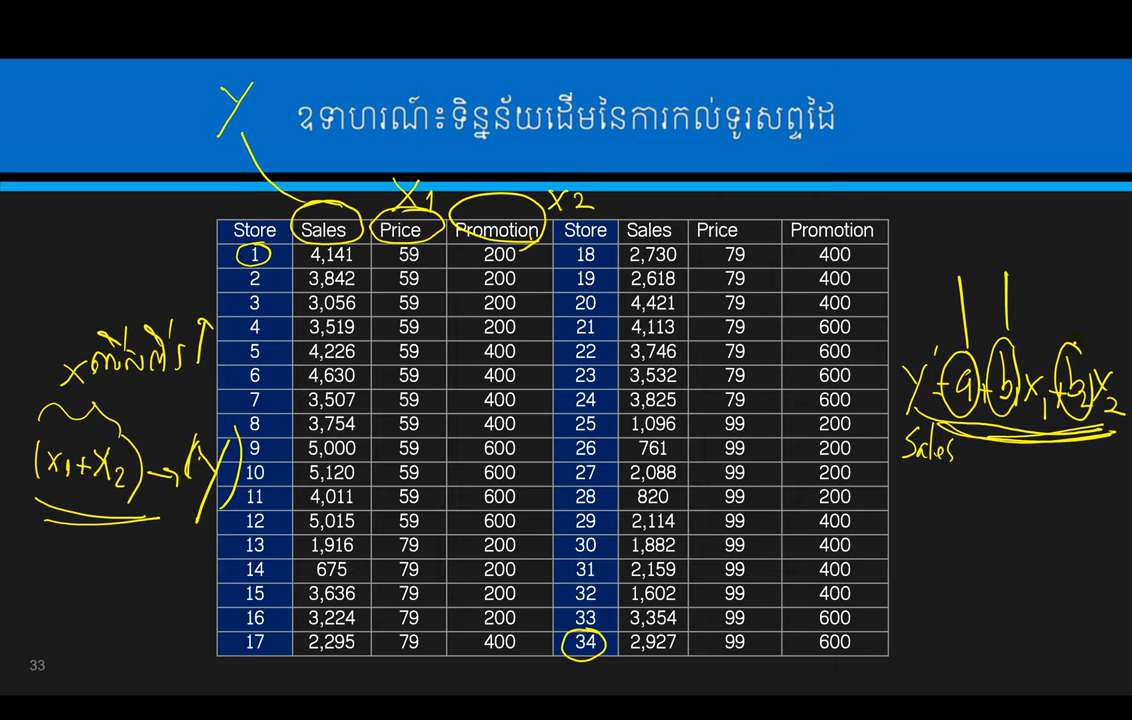 Y
ឧទាហរណ៍៖ទិន្នន័យដើមនៃការកល់ទូរសព្ទដៃ
X1 X2
Store Sales Price Promotion Store Sales Price Promotion
1 4,141 59 200 18 2,730 79 400
2 3,842 59 200 19 2,618 79 400
3 3,056 59 200 20 4,421 79 400
4 3,519 59 200 21 4,113 79 600
5 4,226 59 400 22 3,746 79 600
6 4,630 59 400 23 3,532 79 600
7 3,507 59 400 24 3,825 79 600
8 3,754 59 400 25 1,096 99 200
9 5,000 59 600 26 761 99 200
10 5,120 59 600 27 2,088 99 200
11 4,011 59 600 28 820 99 200
12 5,015 59 600 29 2,114 99 400
13 1,916 79 200 30 1,882 99 400
14 675 79 200 31 2,159 99 400
15 3,636 79 200 32 1,602 99 400
16 3,224 79 200 33 3,354 99 600
17 2,295 79 400 34 2,927 99 600
X
(x1+x2) → (y)
y = a + b1x1 + b2x2
Sales
33